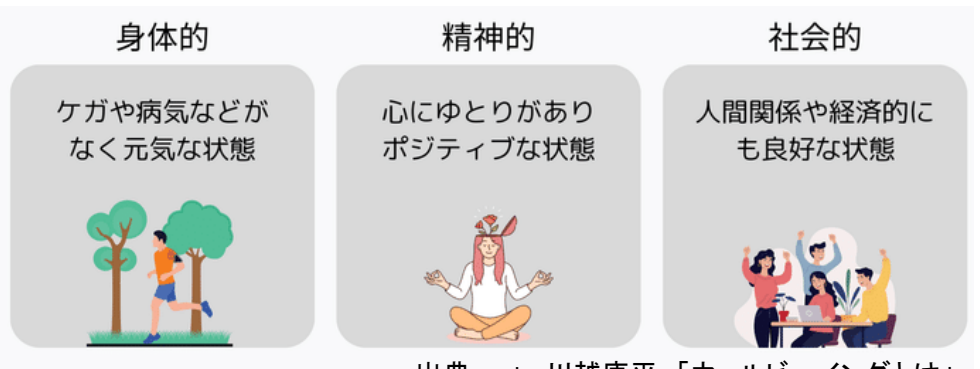 身体的
ケガや病気などが
なく元気な状態
精神的
心にゆとりがあり
ポジティブな状態
社会的
人間関係や経済的に
も良好な状態